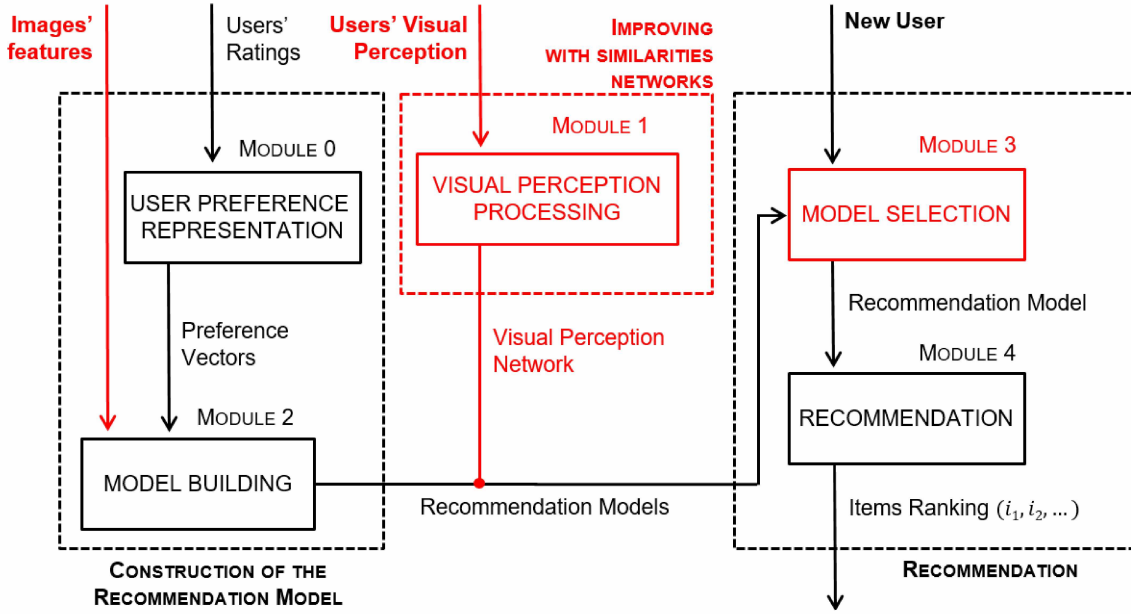 Images’
features
Users’
Ratings
Users’ Visual
Perception
IMPROVING
WITH SIMILARITIES
NETWORKS
New User
MODULE 0
USER PREFERENCE
REPRESENTATION
MODULE 1
VISUAL PERCEPTION
PROCESSING
MODULE 3
MODEL SELECTION
Preference
Vectors
Visual Perception
Network
Recommendation Model
MODULE 4
RECOMMENDATION
MODULE 2
MODEL BUILDING
Recommendation Models
Items Ranking (i₁, i₂, ...)
CONSTRUCTION OF THE
RECOMMENDATION MODEL
RECOMMENDATION